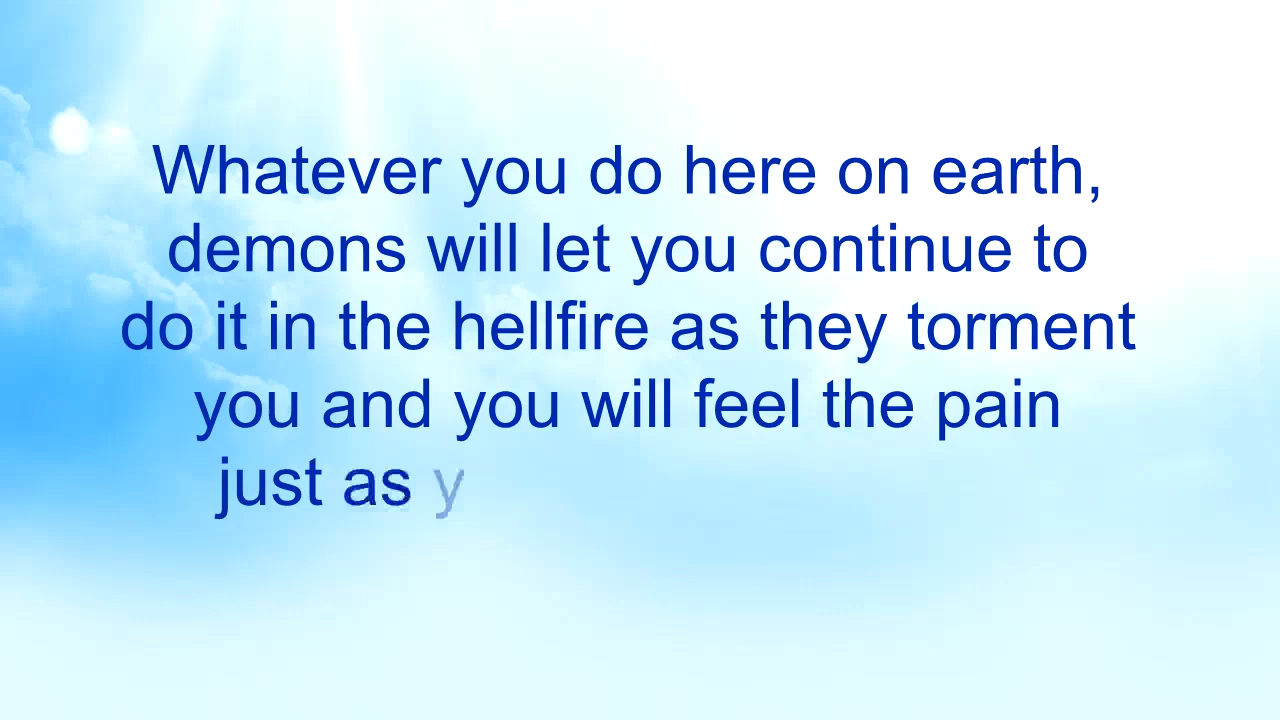 Whatever you do here on earth,
demons will let you continue to
do it in the hellfire as they torment
you and you will feel the pain
just as y